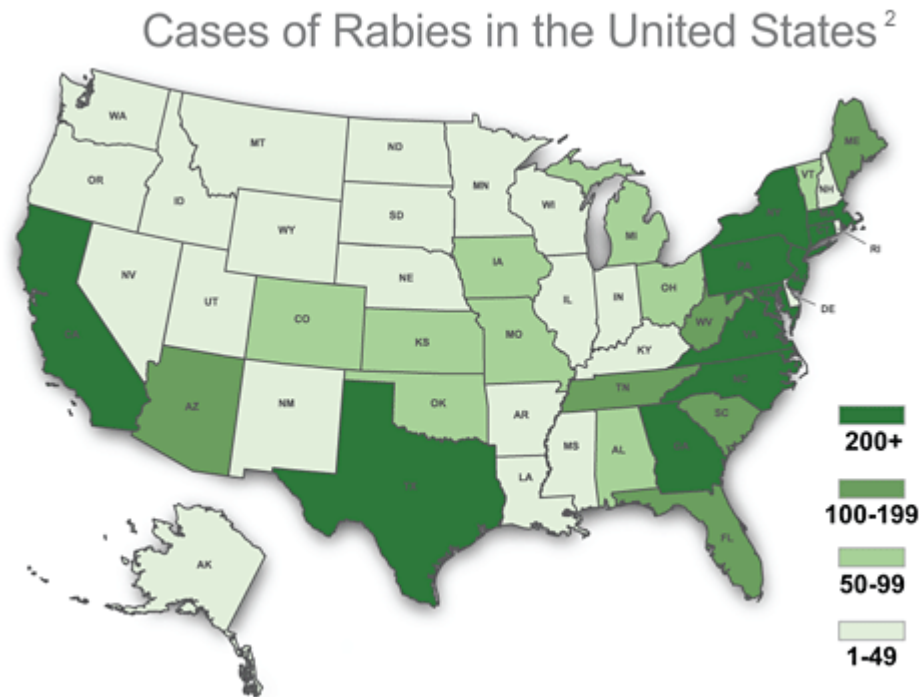 Cases of Rabies in the United States 2
WA
MT
ND
MN
ME
VT
NH
OR
ID
SD
WI
WY
MI
RI
IA
NE
NV
UT
IL
IN
OH
DE
CO
WV
KS
MO
KY
TN
AZ
NM
OK
AR
SC
MS
AL
LA
TX
FL
AK
200+
100-199
50-99
1-49